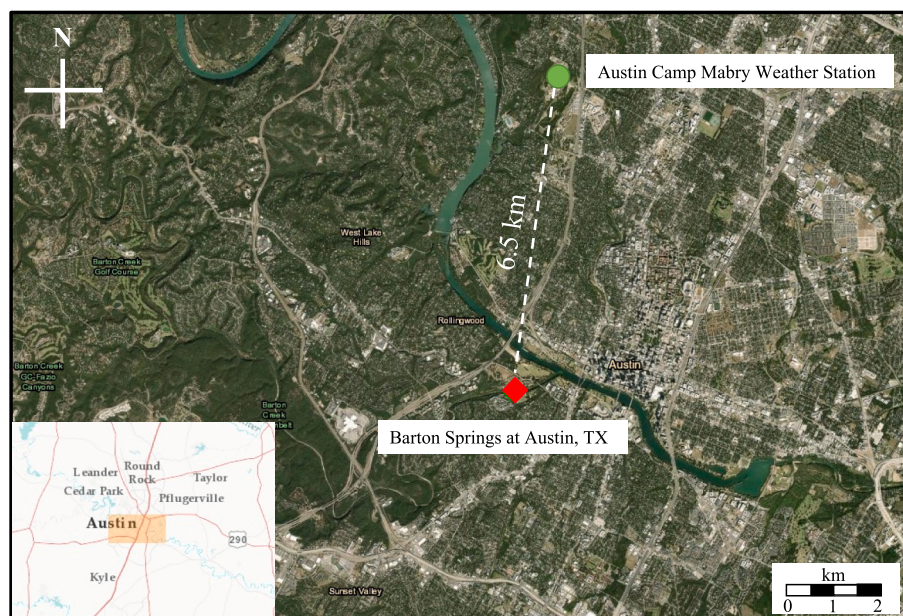 N
Austin Camp Mabry Weather Station
6.5 km
West Lake
Hills
Barton Creek
Golf Course
Rollingwood
Austin
Barton Creek
GC-Fazio
Canyons
Barton
Creek
nbelt
Barton Springs at Austin, TX
Leander
Round
Rock
Cedar Park
Taylor
Pflugerville
Austin
290
Kyle
Sunset Valley
km
0 1 2